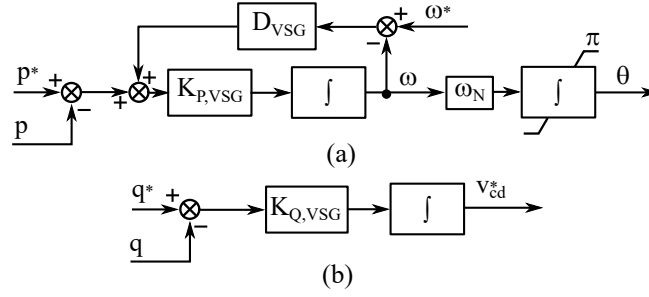 D_VSG
ω*
p*
K_P,VSG
∫
ω
ω_N
∫
π
θ
p
(a)
q*
K_Q,VSG
∫
v*_cd
q
(b)